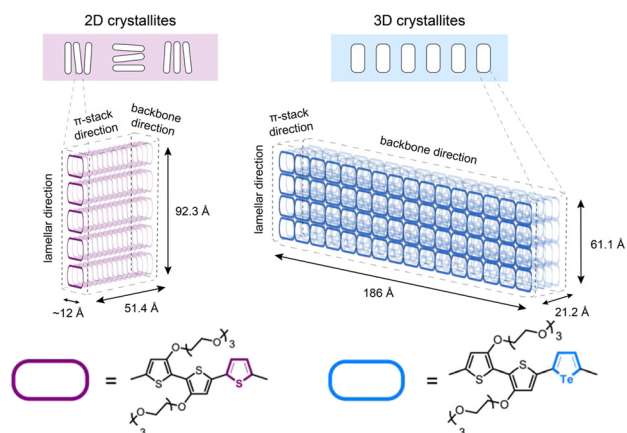 2D crystallites
3D crystallites
π-stack
direction
backbone
direction
lamellar direction
92.3 Å
~12 Å
51.4 Å
π-stack
direction
backbone direction
lamellar direction
61.1 Å
186 Å
21.2 Å
=
O
O
3
S
S
S
O
O
3
=
O
O
3
S
S
Te
O
O
3